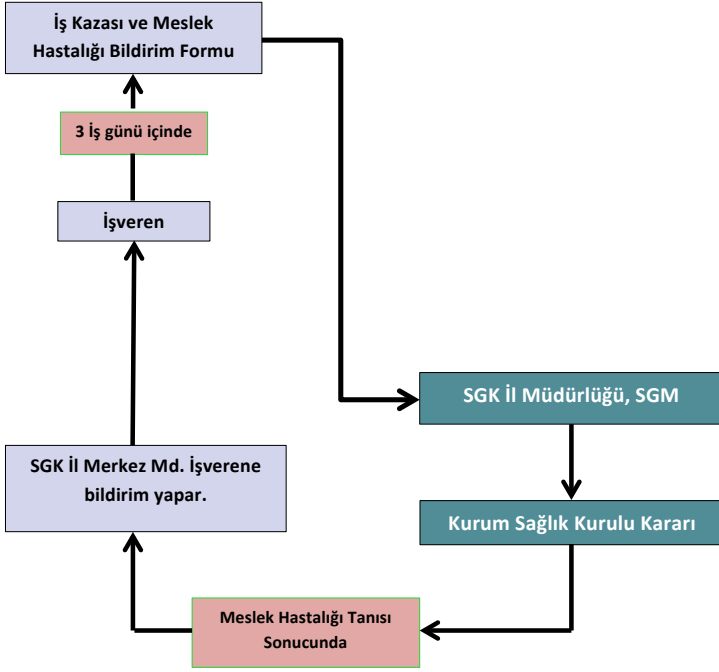 İş Kazası ve Meslek
Hastalığı Bildirim Formu
3 İş günü içinde
İşveren
SGK İl Müdürlüğü, SGM
SGK İl Merkez Md. İşverene
bildirim yapar.
Kurum Sağlık Kurulu Kararı
Meslek Hastalığı Tanısı
Sonucunda